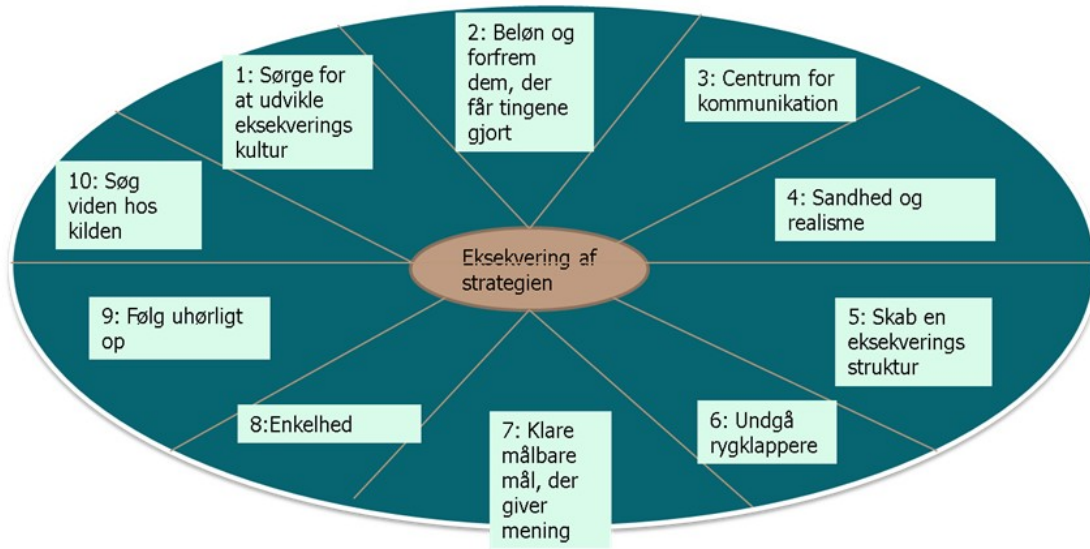 1: Sørge for
at udvikle
eksekverings
kultur
2: Beløn og
forfrem
dem, der
får tingene
gjort
3: Centrum for
kommunikation
4: Sandhed og
realisme
5: Skab en
eksekverings
struktur
6: Undgå
rygklappere
7: Klare
målbare
mål, der
giver
mening
8:Enkelhed
9: Følg uhørligt
op
10: Søg
viden hos
kilden
Eksekvering af
strategien